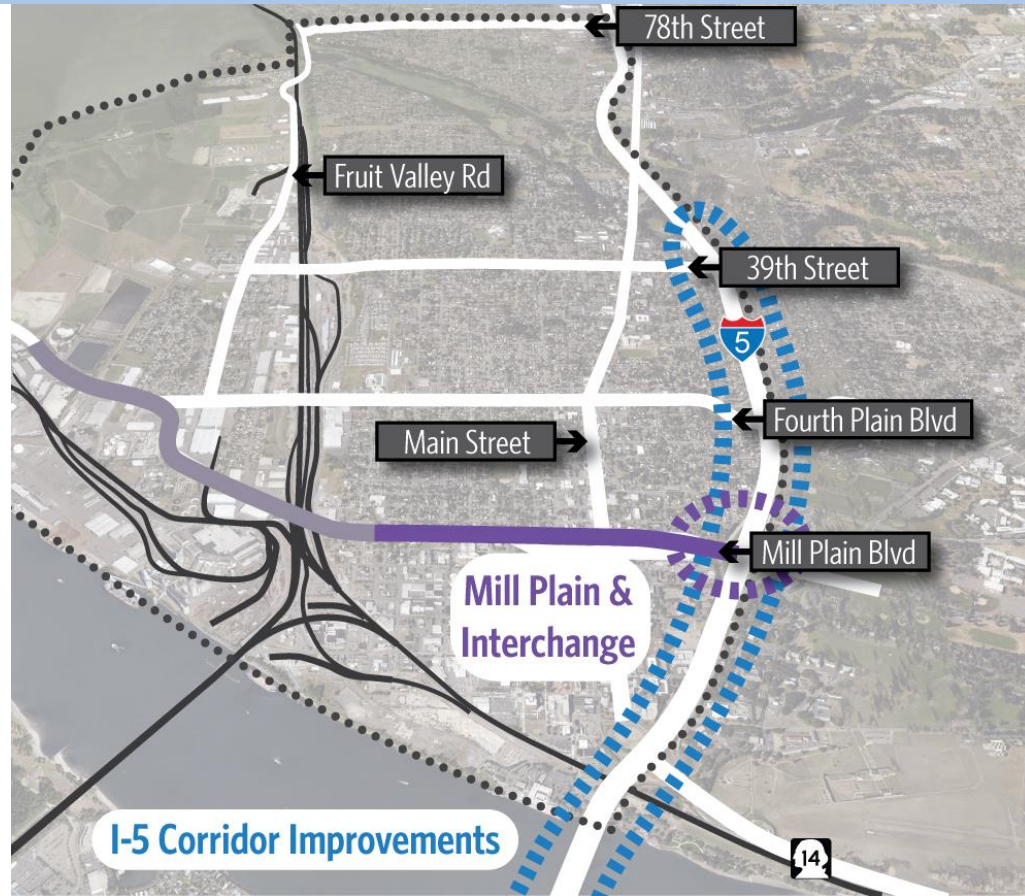 78th Street
Fruit Valley Rd
39th Street
5
Fourth Plain Blvd
Main Street
Mill Plain Blvd
Mill Plain &
Interchange
I-5 Corridor Improvements
14